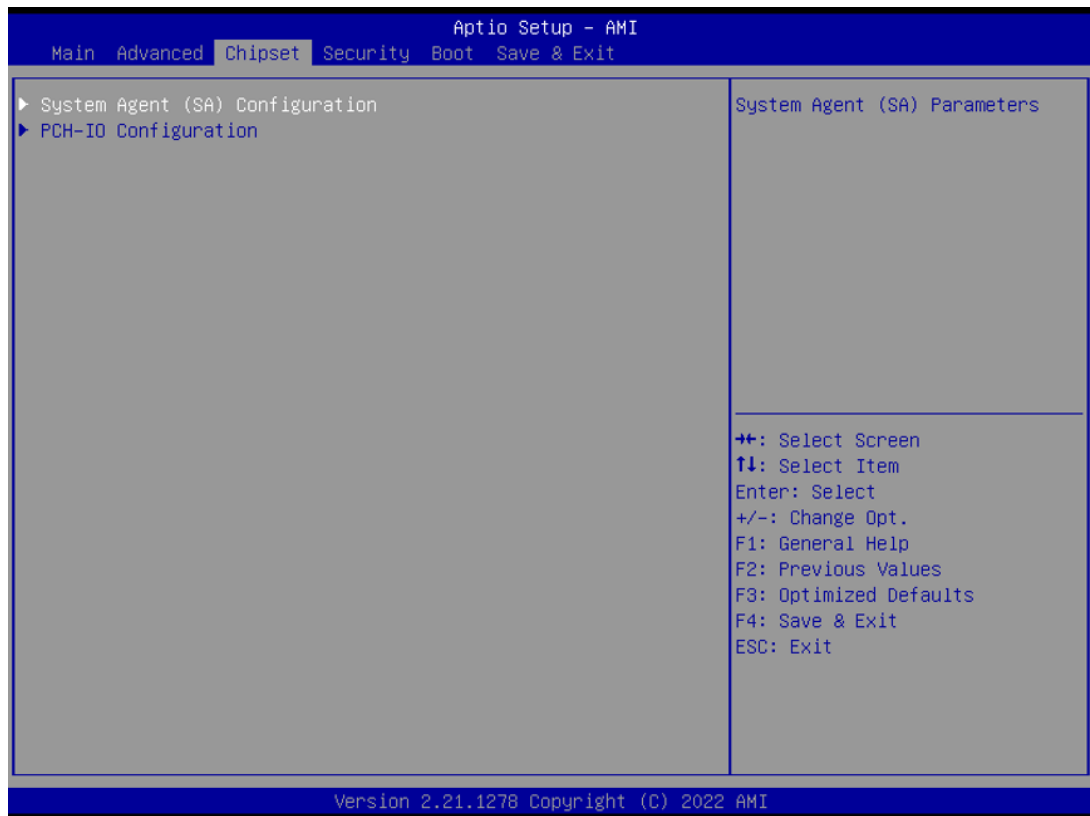 Aptio Setup - AMI
Main Advanced Chipset Security Boot Save & Exit
▶ System Agent (SA) Configuration
▶ PCH-IO Configuration
System Agent (SA) Parameters
→←: Select Screen
↑↓: Select Item
Enter: Select
+/-: Change Opt.
F1: General Help
F2: Previous Values
F3: Optimized Defaults
F4: Save & Exit
ESC: Exit
Version 2.21.1278 Copyright (C) 2022 AMI